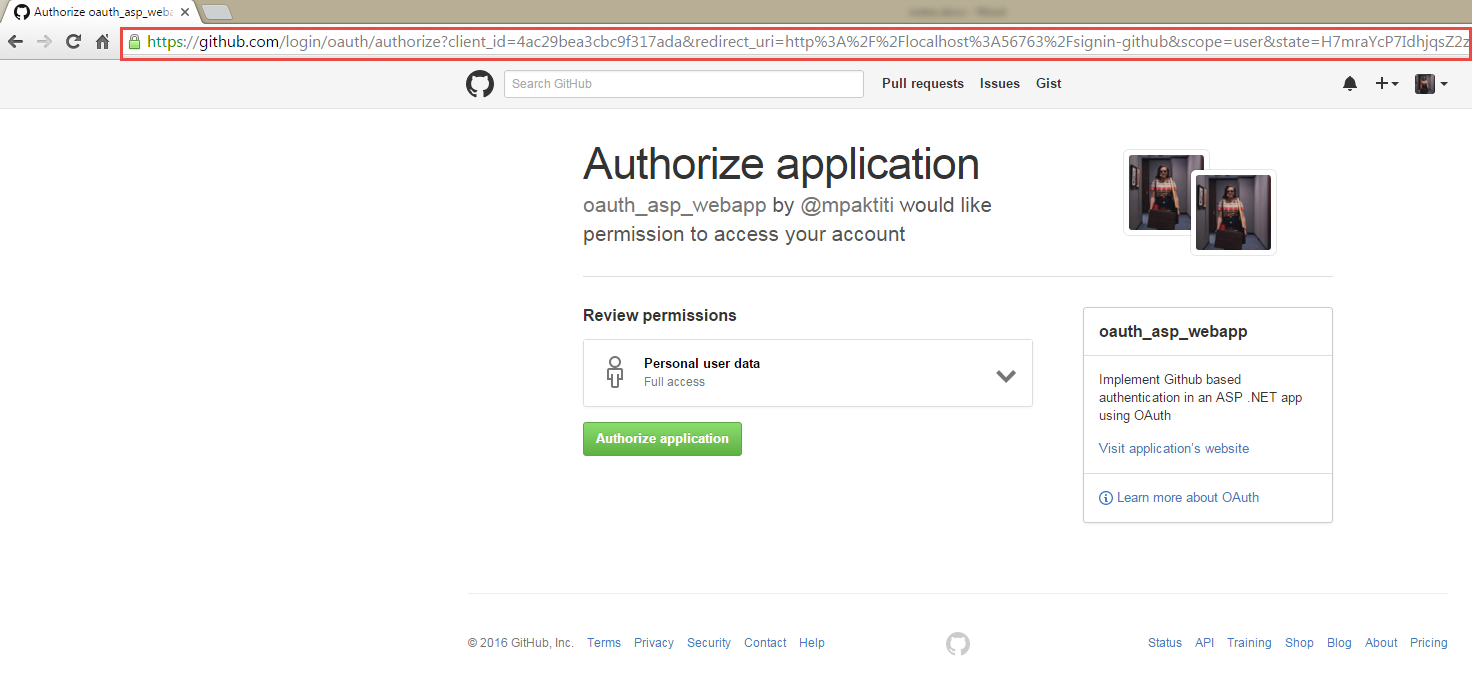 Authorize oauth_asp_weba
https://github.com/login/oauth/authorize?client_id=4ac29bea3cbc9f317ada&redirect_uri=http%3A%2F%2Flocalhost%3A56763%2Fsignin-github&scope=user&state=H7mraYcP7IdhjqsZ2z
Search GitHub
Pull requests Issues Gist
Authorize application
oauth_asp_webapp by @mpaktiti would like
permission to access your account
Review permissions
Personal user data
Full access
Authorize application
oauth_asp_webapp
Implement Github based
authentication in an ASP .NET app
using OAuth
Visit application's website
Learn more about OAuth
© 2016 GitHub, Inc. Terms Privacy Security Contact Help
Status API Training Shop Blog About Pricing